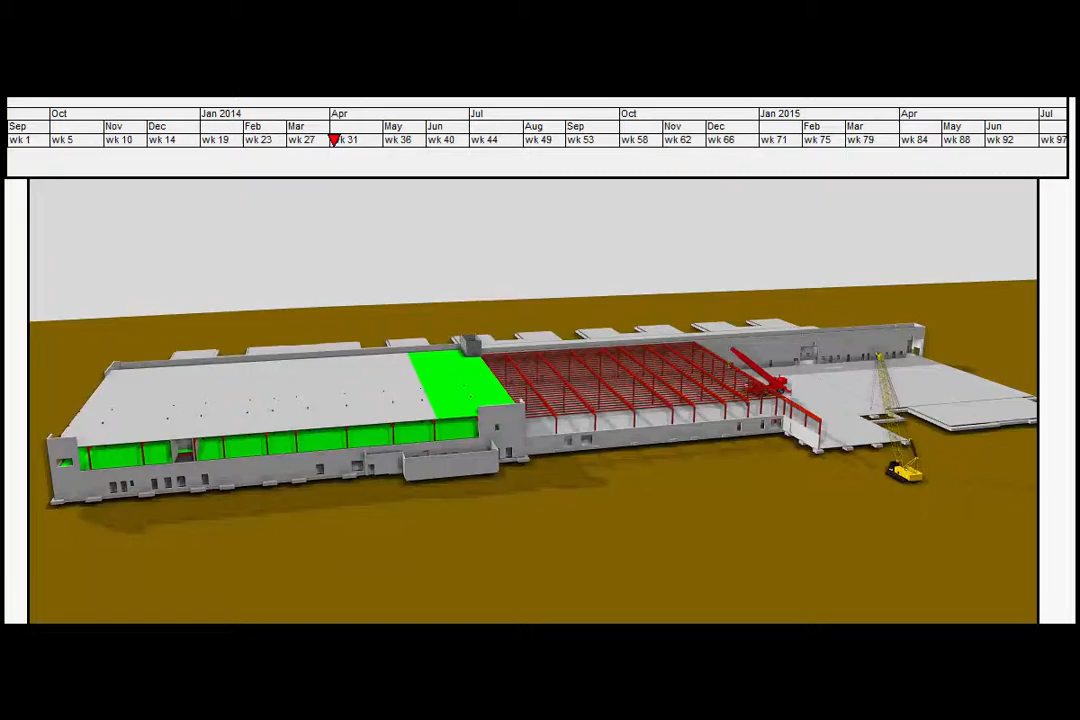 Oct Jan 2014 Apr Jul Oct Jan 2015 Apr Jul
Sep Nov Dec Feb Mar May Jun Aug Sep Nov Dec Feb Mar May Jun
wk 1 wk 5 wk 10 wk 14 wk 19 wk 23 wk 27 wk 31 wk 36 wk 40 wk 44 wk 49 wk 53 wk 58 wk 62 wk 66 wk 71 wk 75 wk 79 wk 84 wk 88 wk 92 wk 97